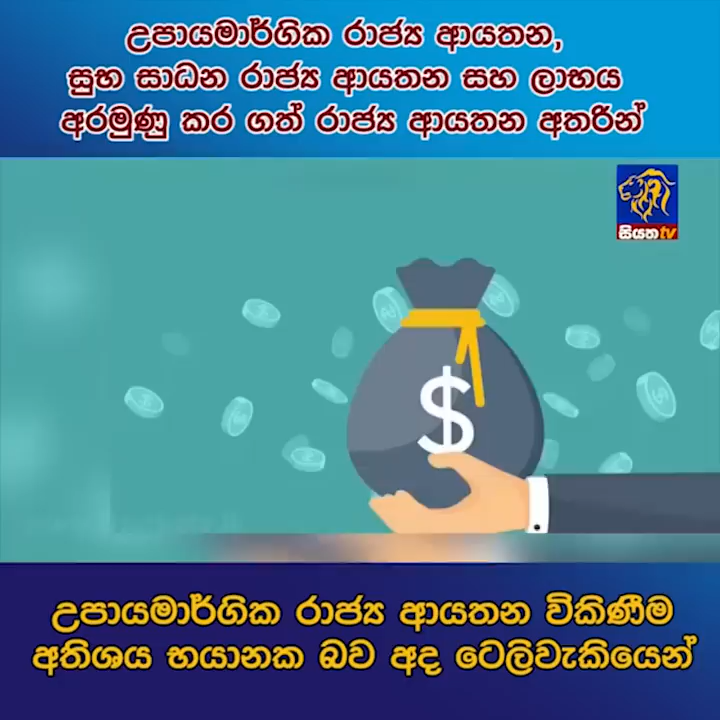 උපායමාර්ගික රාජ්‍ය ආයතන,
සුභ සාධන රාජ්‍ය ආයතන සහ ලාභය
අරමුණු කර ගත් රාජ්‍ය ආයතන අතරින්
සියත tv
$
උපායමාර්ගික රාජ්‍ය ආයතන විකිණීම
අතිශය භයානක බව අද ටෙලිවැකියෙන්